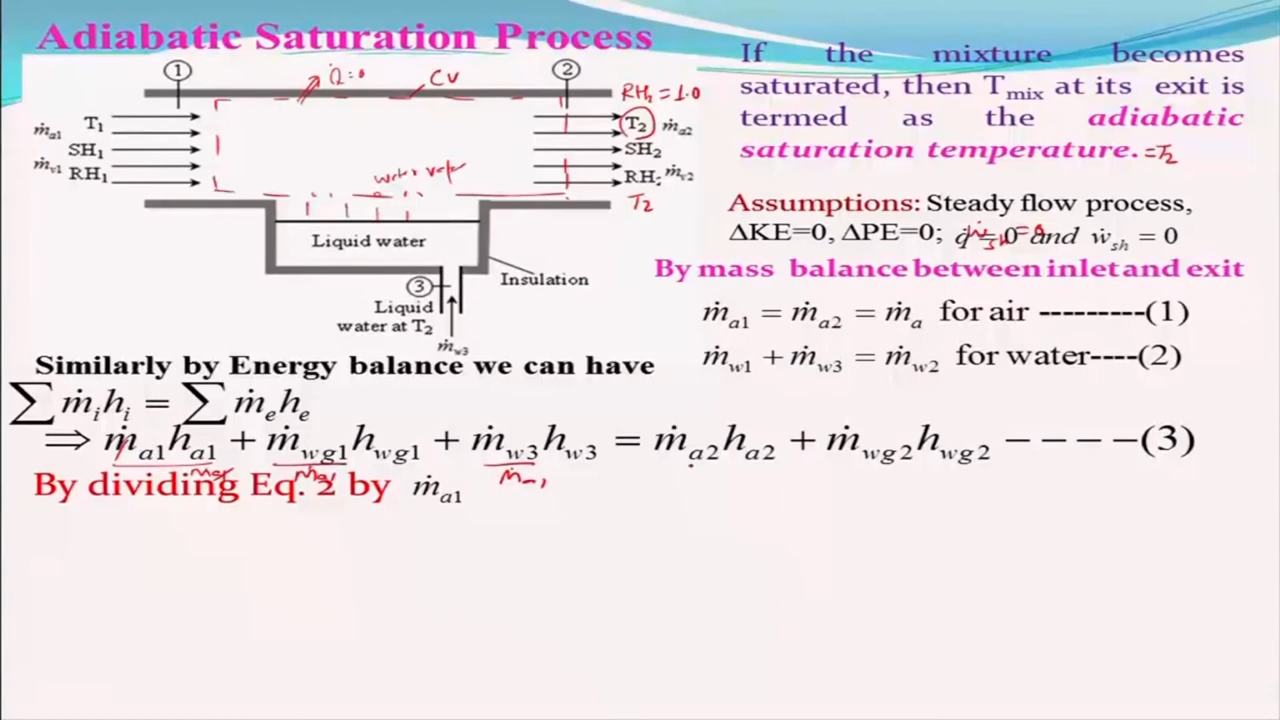 Adiabatic Saturation Process
① ②
Q̇=0 CV
RH₂ = 1.0
ṁa1 T₁ T₂ ṁa2
SH₁ SH₂
ṁv1 RH₁ RH₂ ṁv2
water vapor
T₂
Liquid water
Insulation
③
Liquid
water at T₂
ṁw3
If the mixture becomes
saturated, then Tmix at its exit is
termed as the adiabatic
saturation temperature. =T₂
Assumptions: Steady flow process,
ΔKE=0, ΔPE=0; q̇ = 0 and ẇsh = 0
By mass balance between inlet and exit
ṁa1 = ṁa2 = ṁa for air ---------(1)
ṁw1 + ṁw3 = ṁw2 for water----(2)
Similarly by Energy balance we can have
∑ ṁihi = ∑ ṁehe
⇒ ṁa1ha1 + ṁwg1hwg1 + ṁw3hw3 = ṁa2ha2 + ṁwg2hwg2 −−−−(3)
By dividing Eq. 2 by ṁa1